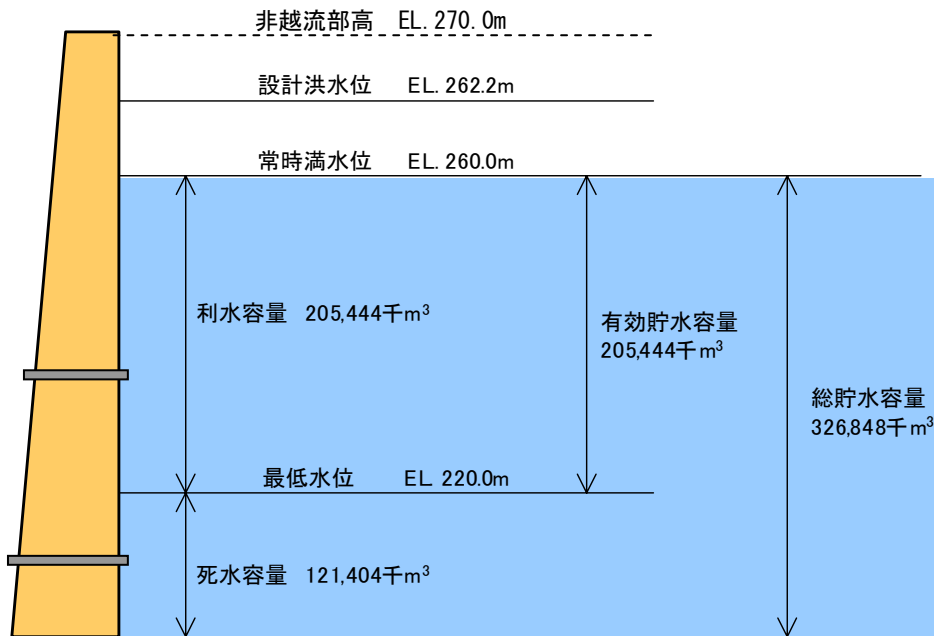 非越流部高 EL.270.0m
設計洪水位 EL.262.2m
常時満水位 EL.260.0m
利水容量 205,444千m³
有効貯水容量
205,444千m³
総貯水容量
326,848千m³
最低水位 EL 220.0m
死水容量 121,404千m³